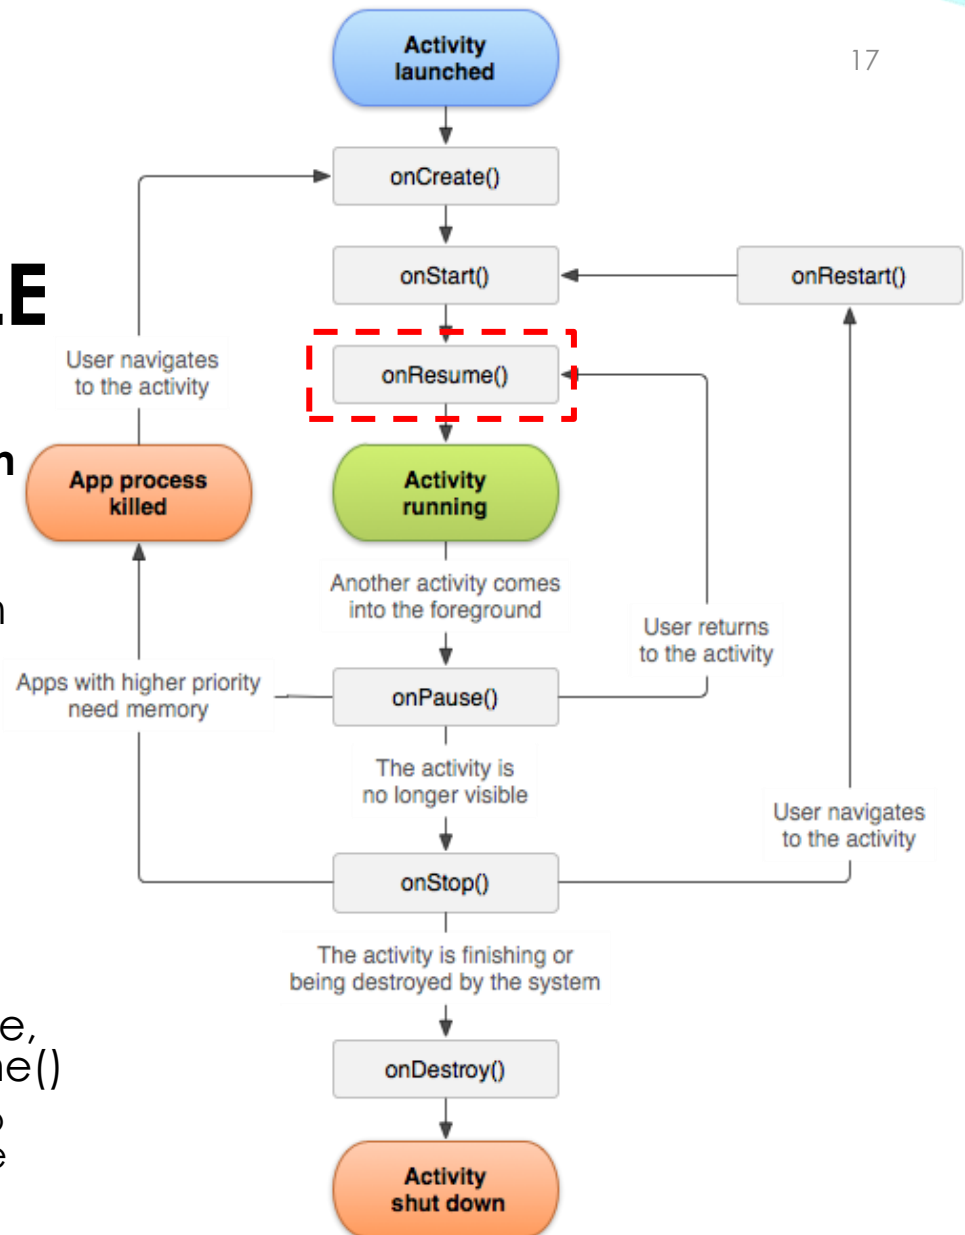 Activity
launched
17
onCreate()
onStart()
onRestart()
LE
User navigates
to the activity
onResume()
App process
killed
Activity
running
Another activity comes
into the foreground
User returns
to the activity
Apps with higher priority
need memory
onPause()
The activity is
no longer visible
User navigates
to the activity
onStop()
The activity is finishing or
being destroyed by the system
e,
e()
onDestroy()
e
Activity
shut down